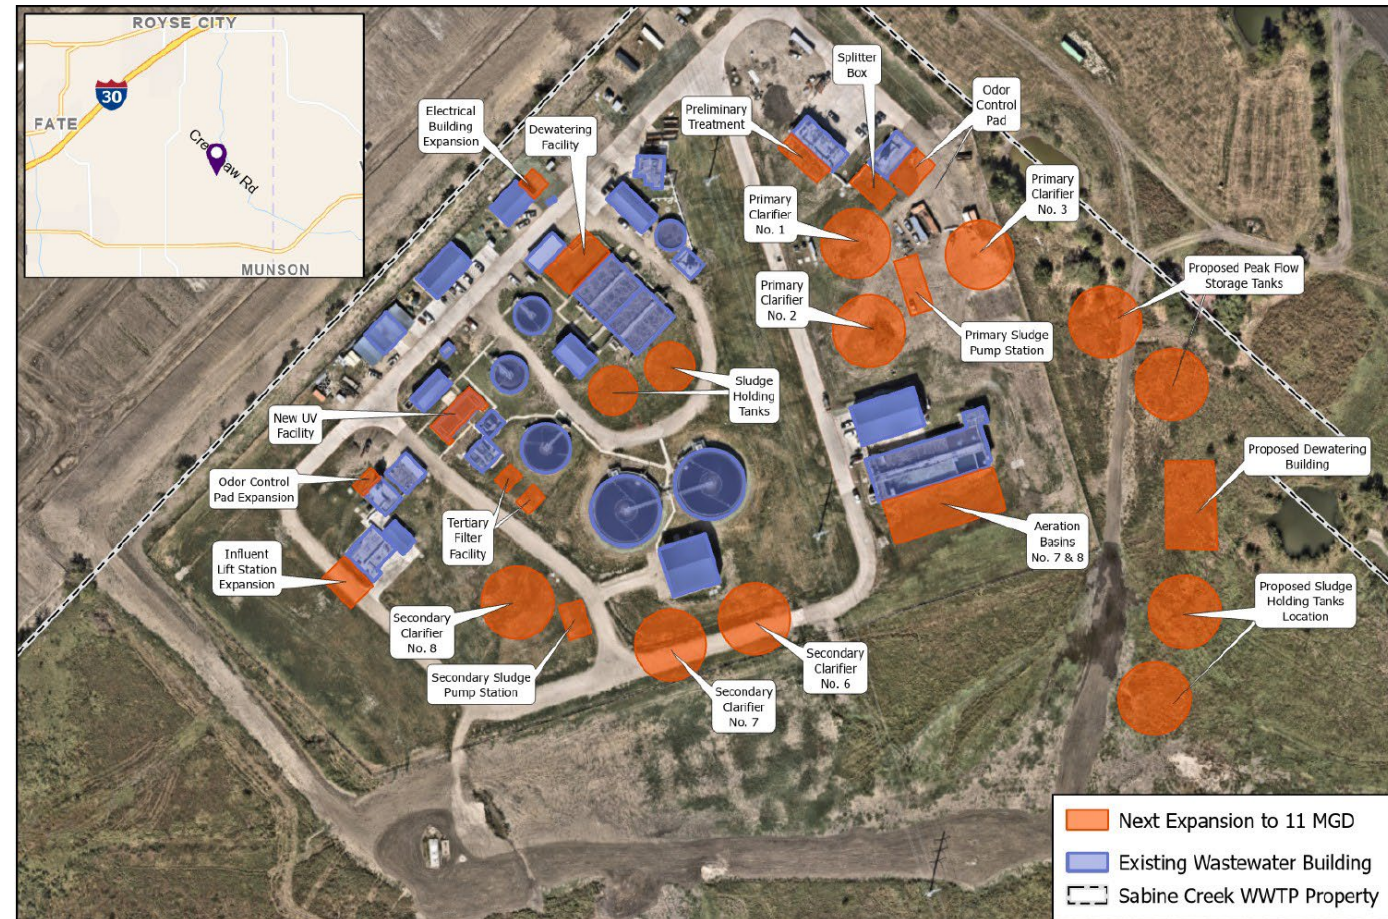 ROYSE CITY
30
FATE
Crenshaw Rd
MUNSON
Electrical
Building
Expansion
Dewatering
Facility
Preliminary
Treatment
Splitter
Box
Odor
Control
Pad
Primary
Clarifier
No. 1
Primary
Clarifier
No. 3
Primary
Clarifier
No. 2
Primary Sludge
Pump Station
Proposed Peak Flow
Storage Tanks
Sludge
Holding
Tanks
New UV
Facility
Odor Control
Pad Expansion
Tertiary
Filter
Facility
Influent
Lift Station
Expansion
Proposed Dewatering
Building
Aeration
Basins
No. 7 & 8
Proposed Sludge
Holding Tanks
Location
Secondary
Clarifier
No. 8
Secondary Sludge
Pump Station
Secondary
Clarifier
No. 7
Secondary
Clarifier
No. 6
Next Expansion to 11 MGD
Existing Wastewater Building
Sabine Creek WWTP Property